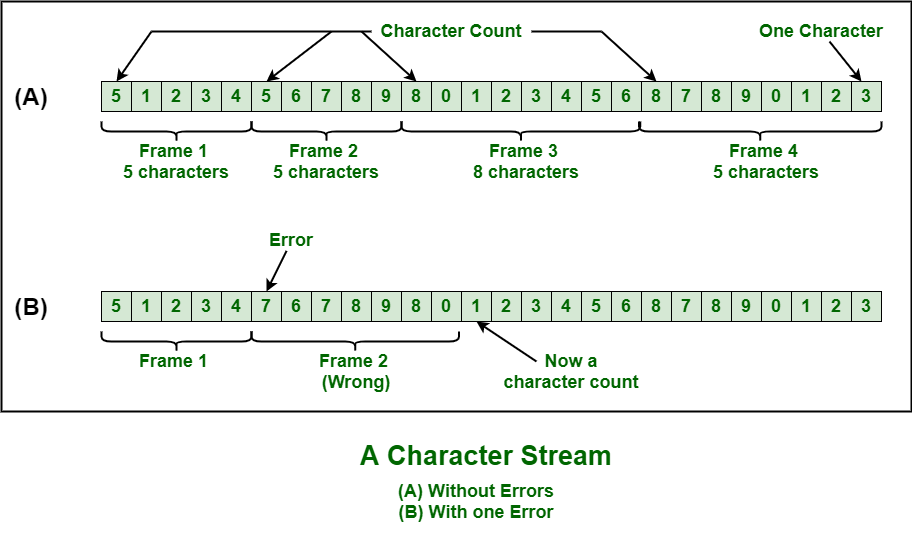 Character Count
One Character
(A)
5 1 2 3 4 5 6 7 8 9 8 0 1 2 3 4 5 6 8 7 8 9 0 1 2 3
Frame 1
5 characters
Frame 2
5 characters
Frame 3
8 characters
Frame 4
5 characters
Error
(B)
5 1 2 3 4 7 6 7 8 9 8 0 1 2 3 4 5 6 8 7 8 9 0 1 2 3
Frame 1
Frame 2
(Wrong)
Now a
character count
A Character Stream
(A) Without Errors
(B) With one Error